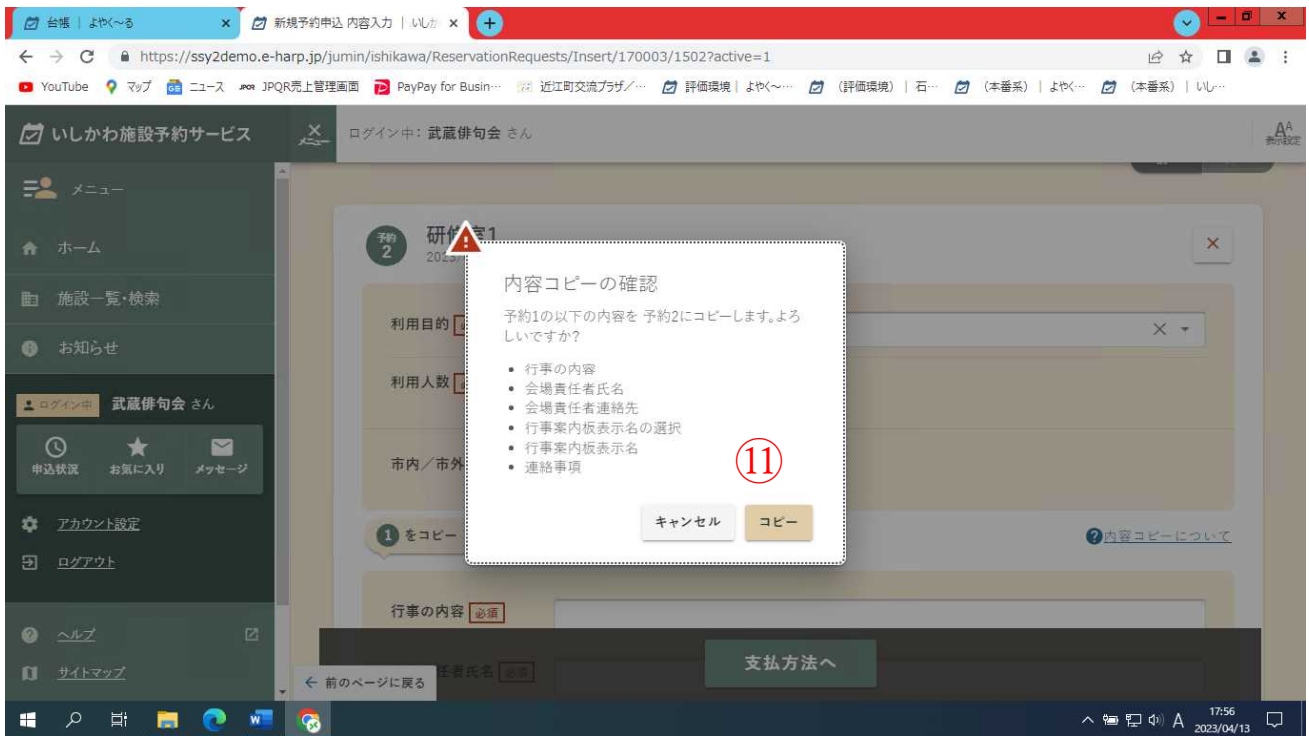 台帳 | よやく~る
新規予約申込 内容入力 | いしか
https://ssy2demo.e-harp.jp/jumin/ishikawa/ReservationRequests/Insert/170003/1502?active=1
YouTube マップ ニュース JPQR売上管理画面 PayPay for Busin… 近江町交流プラザ/… 評価環境 | よやく~… (評価環境) | 石… (本番系) | よやく… (本番系) | いし…
いしかわ施設予約サービス
ログイン中: 武蔵俳句会 さん
表示設定
メニュー
ホーム
施設一覧・検索
お知らせ
ログイン中 武蔵俳句会 さん
申込状況 お気に入り メッセージ
アカウント設定
ログアウト
ヘルプ
サイトマップ
予約
2
研修室1
利用目的
利用人数
市内/市外
内容コピーの確認
予約1の以下の内容を 予約2にコピーします。よろ
しいですか?
• 行事の内容
• 会場責任者氏名
• 会場責任者連絡先
• 行事案内板表示名の選択
• 行事案内板表示名
• 連絡事項
⑪
キャンセル コピー
1 をコピー
内容コピーについて
行事の内容 必須
任者氏名 必須
支払方法へ
← 前のページに戻る
A
17:56
2023/04/13